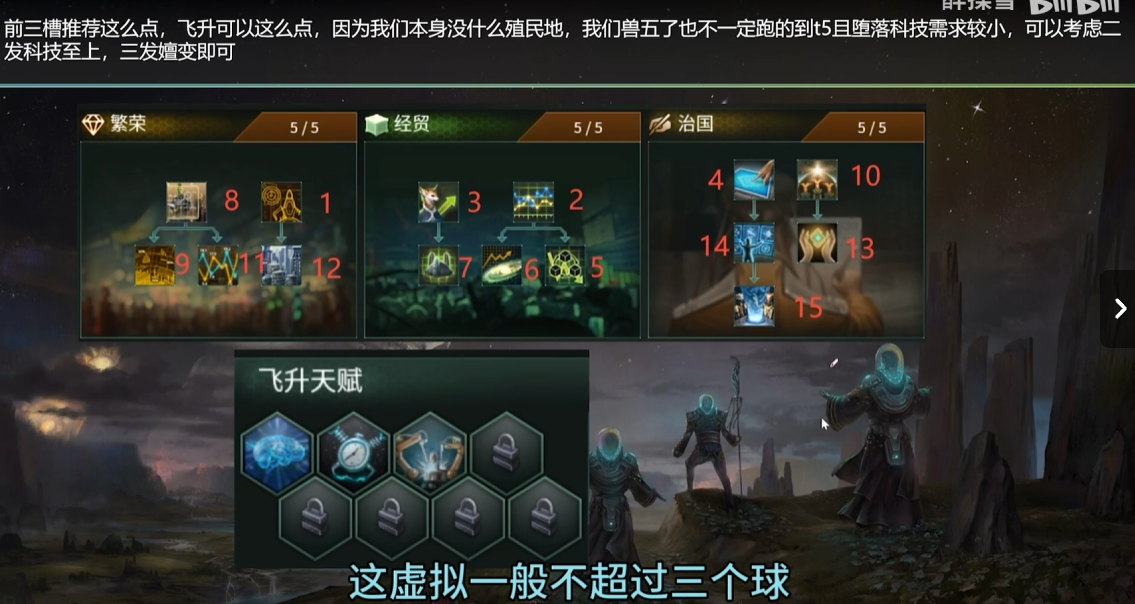 前三槽推荐这么点，飞升可以这么点，因为我们本身没什么殖民地，我们兽五了也不一定跑的到t5且堕落科技需求较小，可以考虑二
发科技至上，三发嬗变即可
繁荣 5/5 经贸 5/5 治国 5/5
8 1 3 2 4 10
9 11 12 7 6 5 14 13
15
飞升天赋
这虚拟一般不超过三个球